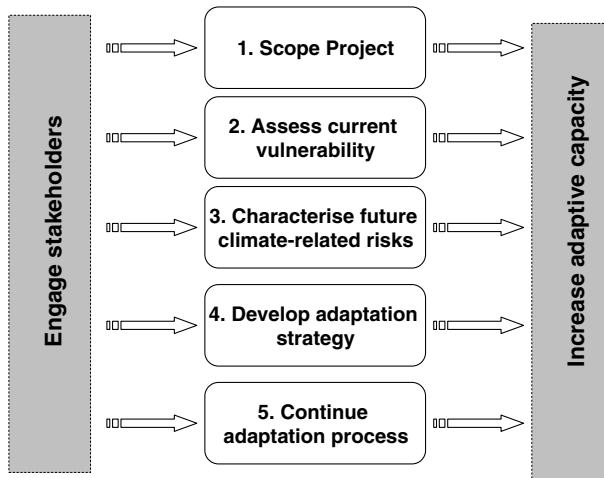 Engage stakeholders
1. Scope Project
2. Assess current
vulnerability
3. Characterise future
climate-related risks
4. Develop adaptation
strategy
5. Continue
adaptation process
Increase adaptive capacity